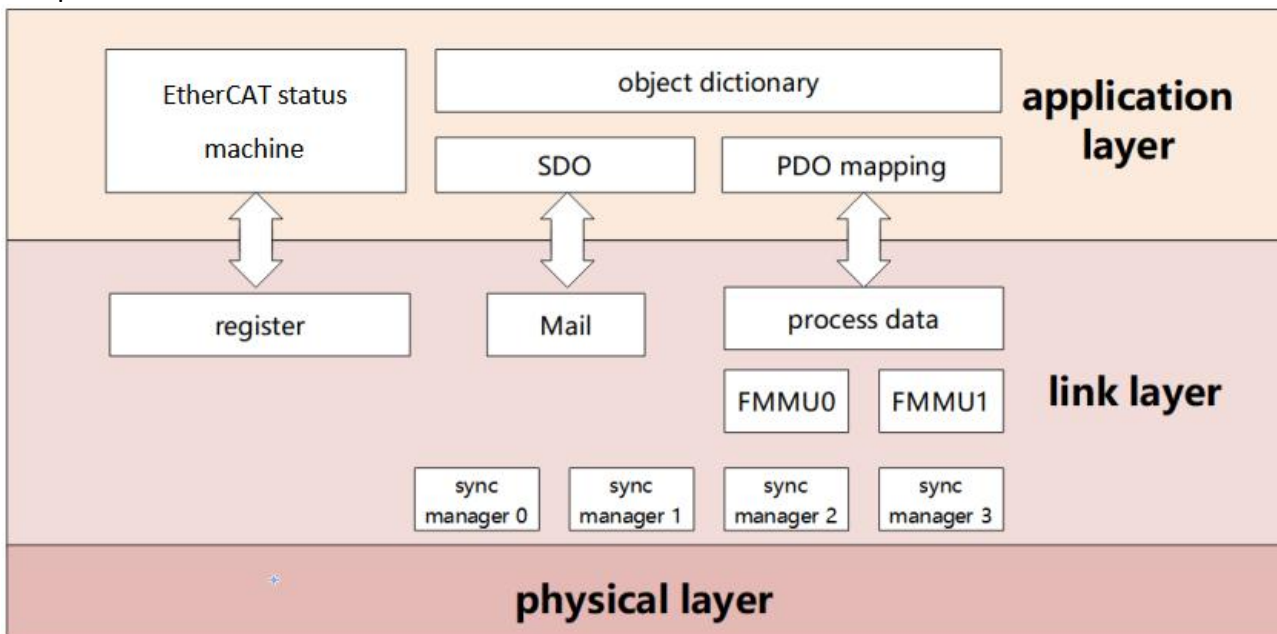 EtherCAT status
machine
object dictionary
SDO
PDO mapping
application
layer
register
Mail
process data
FMMU0
FMMU1
link layer
sync
manager 0
sync
manager 1
sync
manager 2
sync
manager 3
physical layer